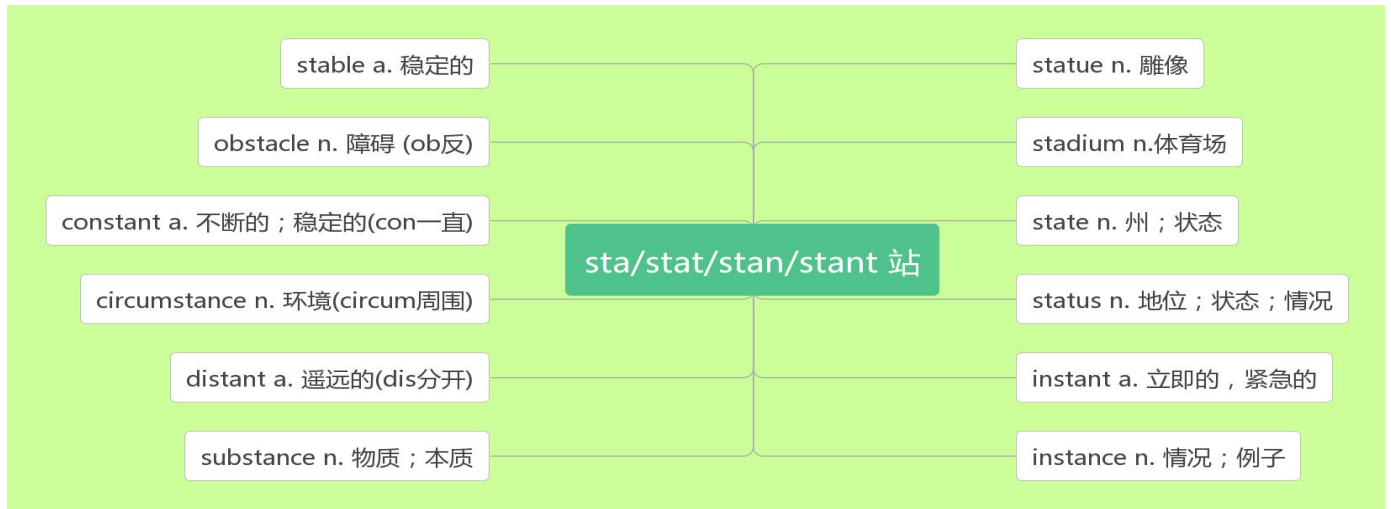 stable a. 稳定的
obstacle n. 障碍 (ob反)
constant a. 不断的；稳定的(con一直)
circumstance n. 环境(circum周围)
distant a. 遥远的(dis分开)
substance n. 物质；本质
sta/stat/stan/stant 站
statue n. 雕像
stadium n.体育场
state n. 州；状态
status n. 地位；状态；情况
instant a. 立即的，紧急的
instance n. 情况；例子